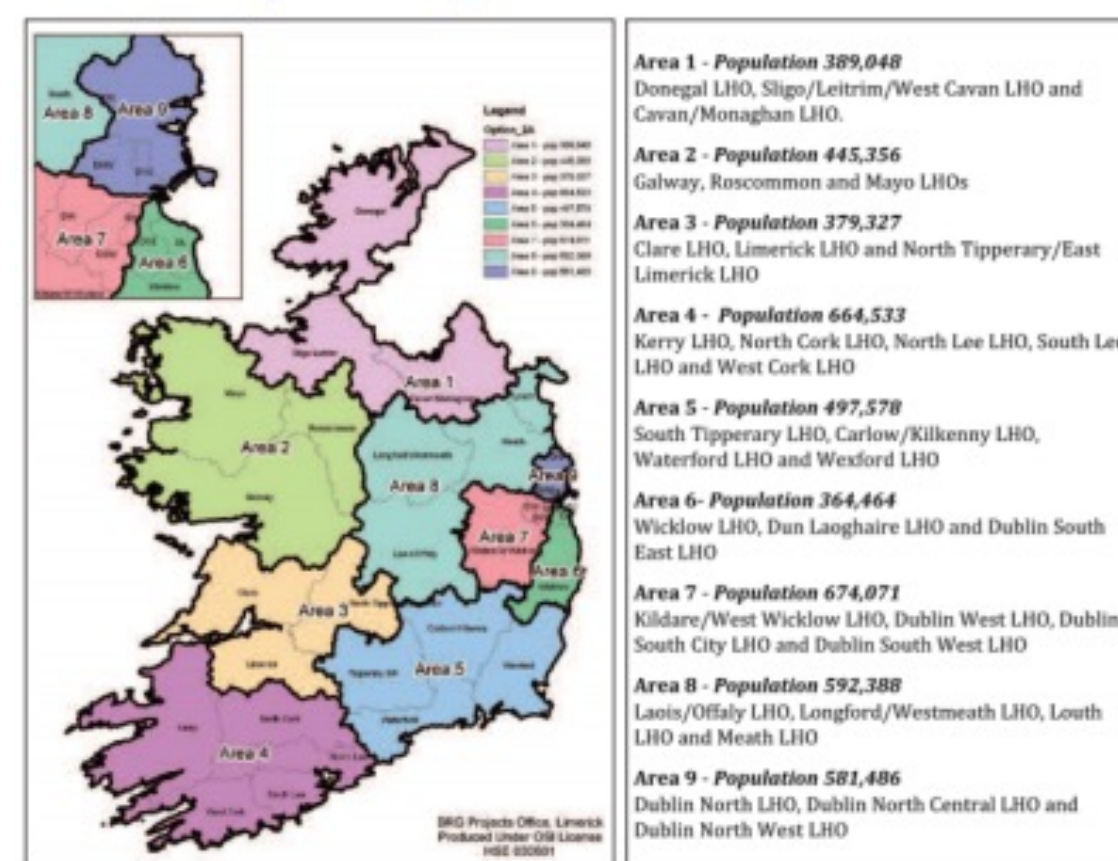 Area 8
Area 9
Area 7
Area 6
Legend
Donegal
Area 1
Mayo
Area 2
Galway
Area 8
Meath
Area 9
Area 7
Area 6
Clare
Area 3
Limerick
Area 5
Waterford
Kerry
North Cork
Area 4
South Lee
West Cork
SRG Projects Office, Limerick
Produced Under OSI License
Area 1 - Population 389,048
Donegal LHO, Sligo/Leitrim/West Cavan LHO and
Cavan/Monaghan LHO.
Area 2 - Population 445,356
Galway, Roscommon and Mayo LHOs
Area 3 - Population 379,327
Clare LHO, Limerick LHO and North Tipperary/East
Limerick LHO
Area 4 - Population 664,533
Kerry LHO, North Cork LHO, North Lee LHO, South Lee
LHO and West Cork LHO
Area 5 - Population 497,578
South Tipperary LHO, Carlow/Kilkenny LHO,
Waterford LHO and Wexford LHO
Area 6- Population 364,464
Wicklow LHO, Dun Laoghaire LHO and Dublin South
East LHO
Area 7 - Population 674,071
Kildare/West Wicklow LHO, Dublin West LHO, Dublin
South City LHO and Dublin South West LHO
Area 8 - Population 592,388
Laois/Offaly LHO, Longford/Westmeath LHO, Louth
LHO and Meath LHO
Area 9 - Population 581,486
Dublin North LHO, Dublin North Central LHO and
Dublin North West LHO